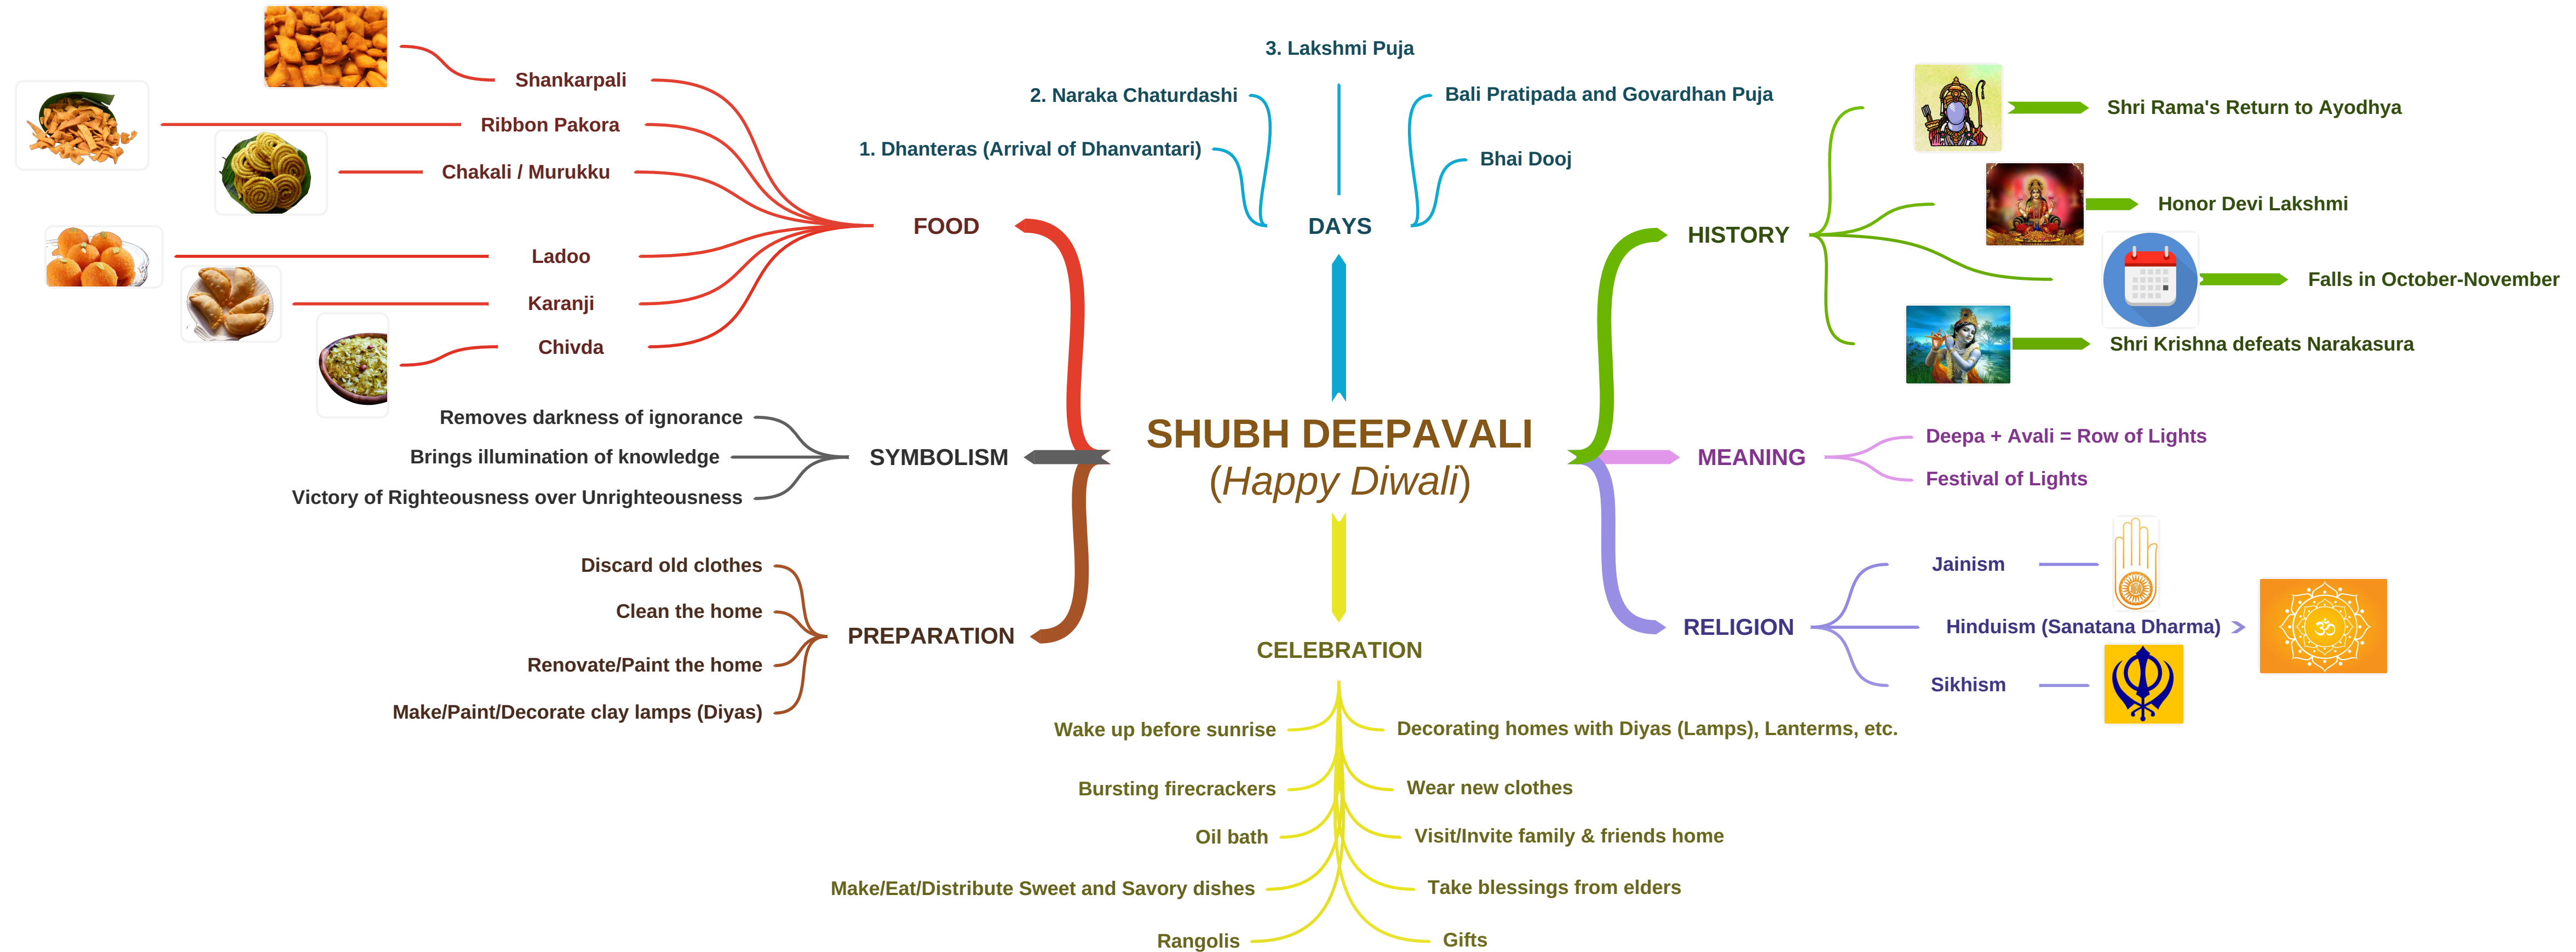 SHUBH DEEPAVALI
(Happy Diwali)
FOOD
Shankarpali
Ribbon Pakora
Chakali / Murukku
Ladoo
Karanji
Chivda
SYMBOLISM
Removes darkness of ignorance
Brings illumination of knowledge
Victory of Righteousness over Unrighteousness
PREPARATION
Discard old clothes
Clean the home
Renovate/Paint the home
Make/Paint/Decorate clay lamps (Diyas)
DAYS
1. Dhanteras (Arrival of Dhanvantari)
2. Naraka Chaturdashi
3. Lakshmi Puja
Bali Pratipada and Govardhan Puja
Bhai Dooj
HISTORY
Shri Rama's Return to Ayodhya
Honor Devi Lakshmi
Falls in October-November
Shri Krishna defeats Narakasura
MEANING
Deepa + Avali = Row of Lights
Festival of Lights
RELIGION
Jainism
Hinduism (Sanatana Dharma)
ॐ
Sikhism
CELEBRATION
Wake up before sunrise
Bursting firecrackers
Oil bath
Make/Eat/Distribute Sweet and Savory dishes
Rangolis
Decorating homes with Diyas (Lamps), Lanterms, etc.
Wear new clothes
Visit/Invite family & friends home
Take blessings from elders
Gifts